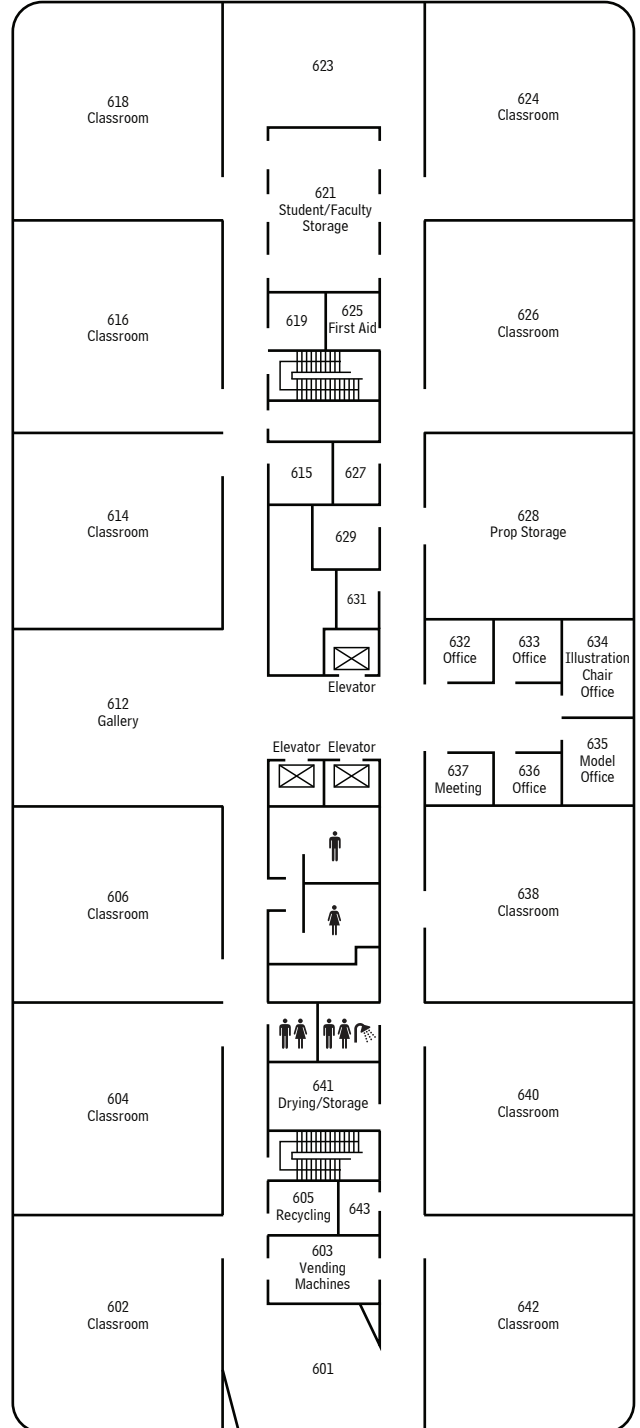 623
618
Classroom
624
Classroom
621
Student/Faculty
Storage
619
625
First Aid
616
Classroom
626
Classroom
615
627
614
Classroom
629
628
Prop Storage
631
632
Office
633
Office
634
Illustration
Chair
Office
Elevator
612
Gallery
Elevator Elevator
637
Meeting
636
Office
635
Model
Office
606
Classroom
638
Classroom
641
Drying/Storage
604
Classroom
640
Classroom
605
Recycling
643
603
Vending
Machines
602
Classroom
642
Classroom
601